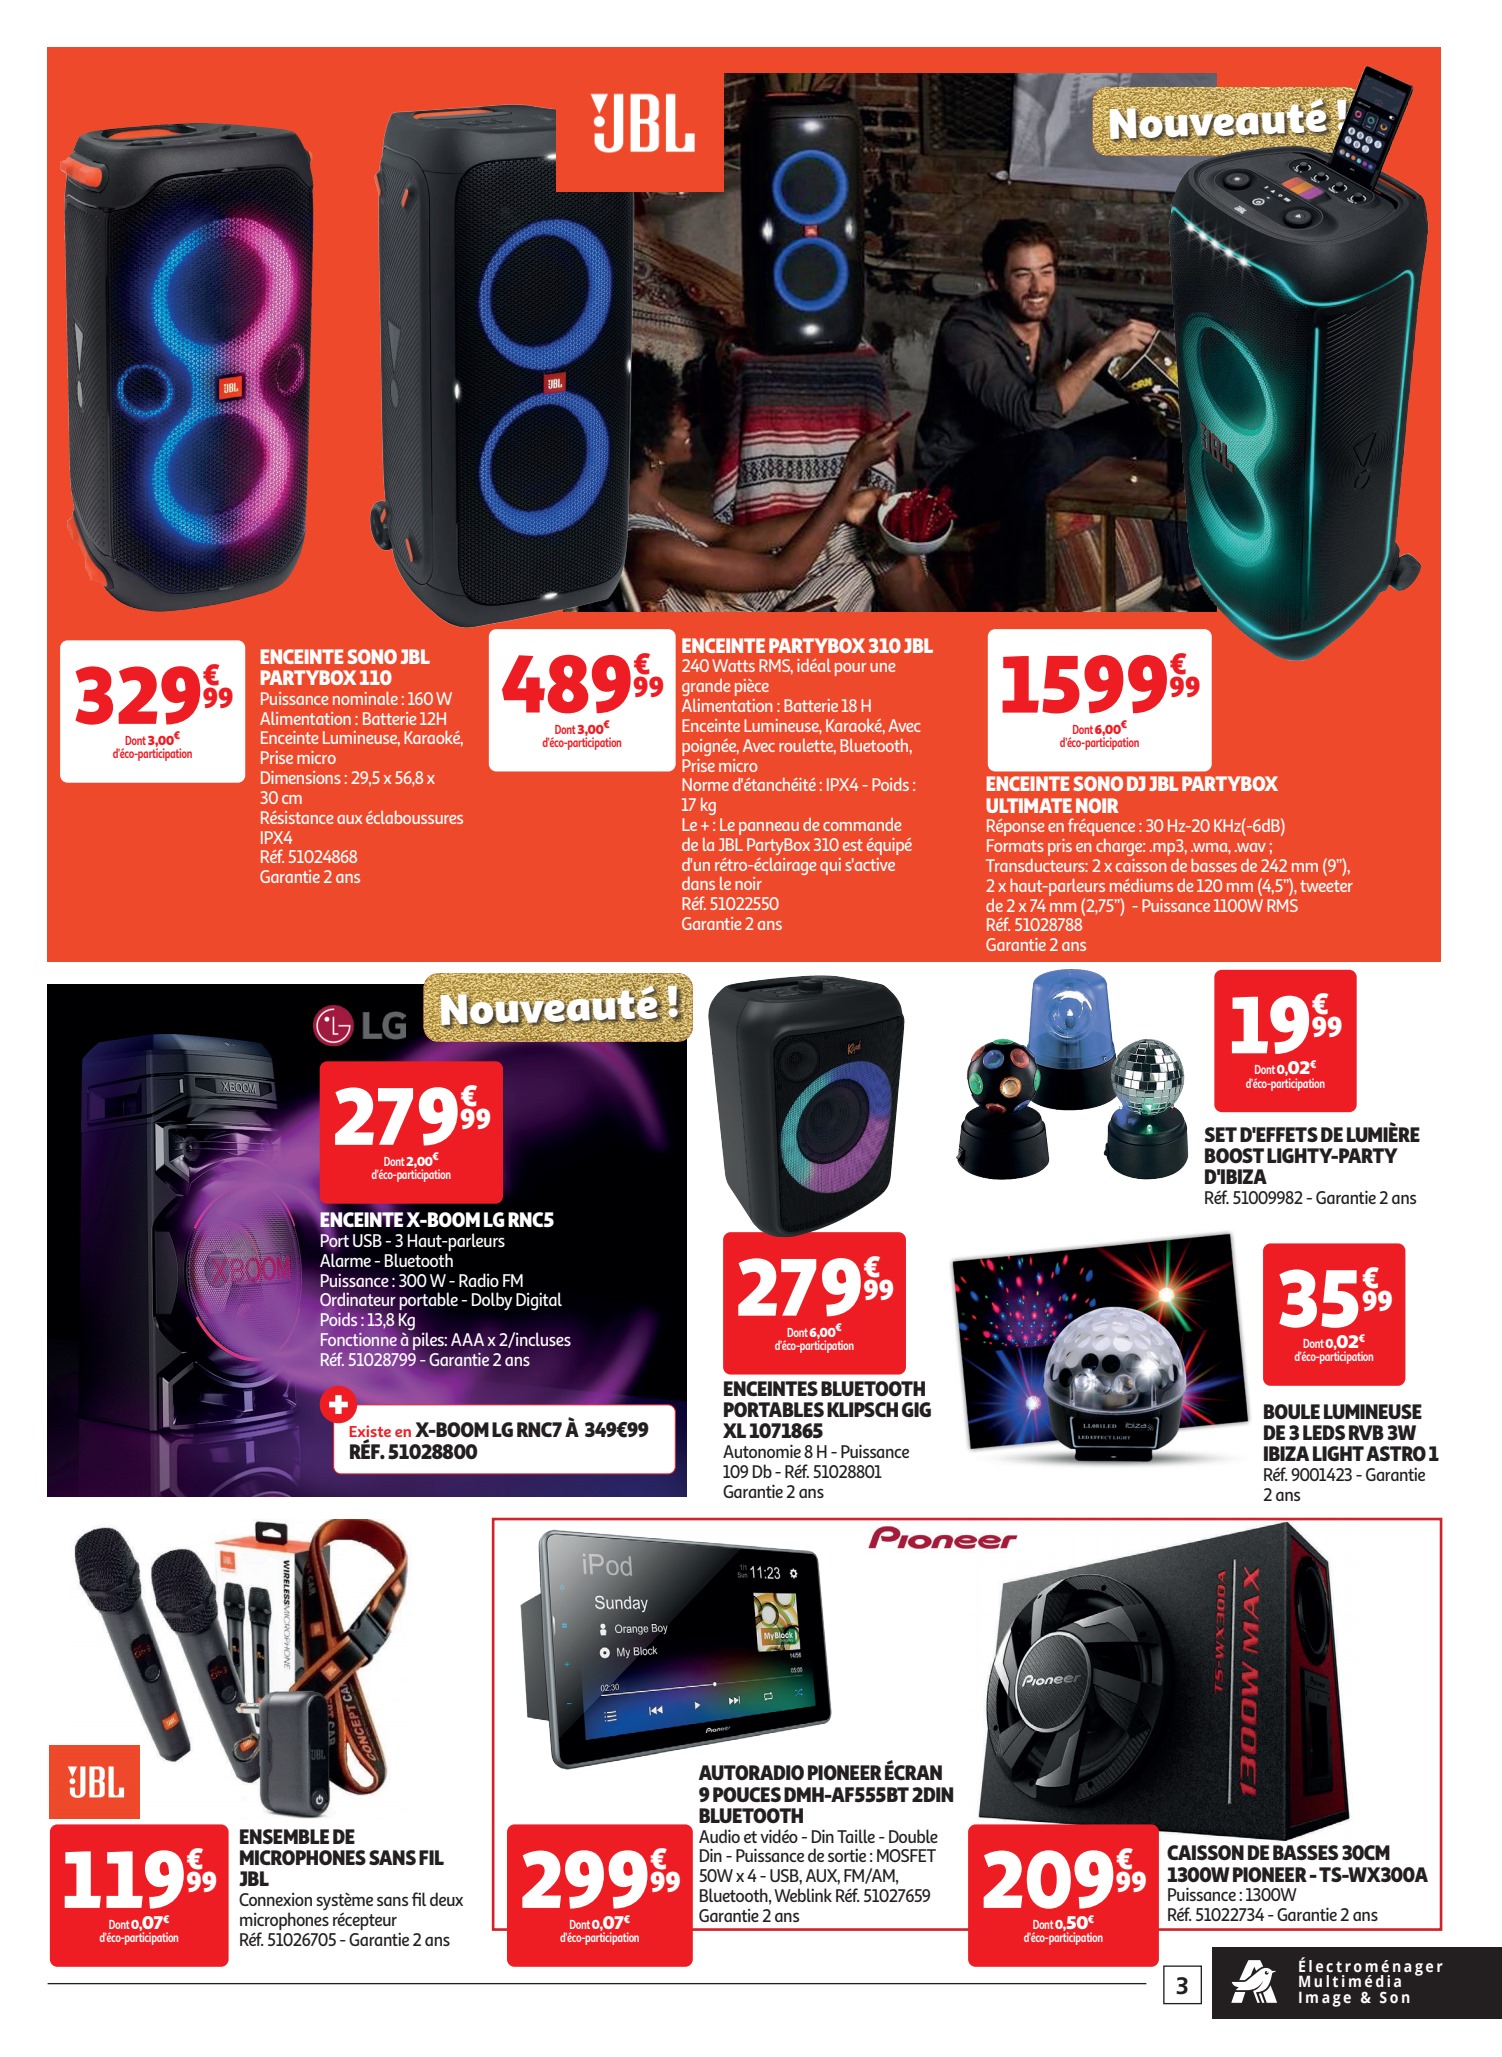 JBL
Nouveauté !
329€99
Dont 3,00€
d'éco-participation
ENCEINTE SONO JBL
PARTYBOX 110
Puissance nominale : 160 W
Alimentation : Batterie 12H
Enceinte Lumineuse, Karaoké,
Prise micro
Dimensions : 29,5 x 56,8 x
30 cm
Résistance aux éclaboussures
IPX4
Réf. 51024868
Garantie 2 ans
489€99
Dont 3,00€
d'éco-participation
ENCEINTE PARTYBOX 310 JBL
240 Watts RMS, idéal pour une
grande pièce
Alimentation : Batterie 18 H
Enceinte Lumineuse, Karaoké, Avec
poignée, Avec roulette, Bluetooth,
Prise micro
Norme d'étanchéité : IPX4 - Poids :
17 kg
Le + : Le panneau de commande
de la JBL PartyBox 310 est équipé
d'un rétro-éclairage qui s'active
dans le noir
Réf. 51022550
Garantie 2 ans
1599€99
Dont 6,00€
d'éco-participation
ENCEINTE SONO DJ JBL PARTYBOX
ULTIMATE NOIR
Réponse en fréquence : 30 Hz-20 KHz(-6dB)
Formats pris en charge: .mp3, .wma, .wav ;
Transducteurs: 2 x caisson de basses de 242 mm (9”),
2 x haut-parleurs médiums de 120 mm (4,5”), tweeter
de 2 x 74 mm (2,75”)  - Puissance 1100W RMS
Réf. 51028788
Garantie 2 ans
LG
Nouveauté !
XBOOM
XBOOM
279€99
Dont 2,00€
d'éco-participation
ENCEINTE X-BOOM LG RNC5
Port USB - 3 Haut-parleurs
Alarme - Bluetooth
Puissance : 300 W - Radio FM
Ordinateur portable - Dolby Digital
Poids : 13,8 Kg
Fonctionne à piles: AAA x 2/incluses
Réf. 51028799 - Garantie 2 ans
+
Existe en X-BOOM LG RNC7 À 349€99
RÉF. 51028800
Klipsch
279€99
Dont 6,00€
d'éco-participation
ENCEINTES BLUETOOTH
PORTABLES KLIPSCH GIG
XL 1071865
Autonomie 8 H - Puissance
109 Db - Réf. 51028801
Garantie 2 ans
19€99
Dont 0,02€
d'éco-participation
SET D'EFFETS DE LUMIÈRE
BOOST LIGHTY-PARTY
D'IBIZA
Réf. 51009982 - Garantie 2 ans
LL081LED ibiza
LED EFFECT LIGHT
35€99
Dont 0,02€
d'éco-participation
BOULE LUMINEUSE
DE 3 LEDS RVB 3W
IBIZA LIGHT ASTRO 1
Réf. 9001423 - Garantie
2 ans
JBL
WIRELESS MICROPHONE
JBL
119€99
Dont 0,07€
d'éco-participation
ENSEMBLE DE
MICROPHONES SANS FIL
JBL
Connexion système sans fil deux
microphones récepteur
Réf. 51026705 - Garantie 2 ans
Pioneer
iPod
1/1
Sun 11:23
Sunday
Orange Boy
My Block
My Block
14/56
02:30
05:00
Pioneer
299€99
Dont 0,07€
d'éco-participation
AUTORADIO PIONEER ÉCRAN
9 POUCES DMH-AF555BT 2DIN
BLUETOOTH
Audio et vidéo - Din Taille - Double
Din - Puissance de sortie : MOSFET
50W x 4 - USB, AUX, FM/AM,
Bluetooth, Weblink Réf. 51027659
Garantie 2 ans
Pioneer
TS-WX300A
1300W MAX
209€99
Dont 0,50€
d'éco-participation
CAISSON DE BASSES 30CM
1300W PIONEER - TS-WX300A
Puissance : 1300W
Réf. 51022734 - Garantie 2 ans
3
Électroménager
Multimédia
Image & Son